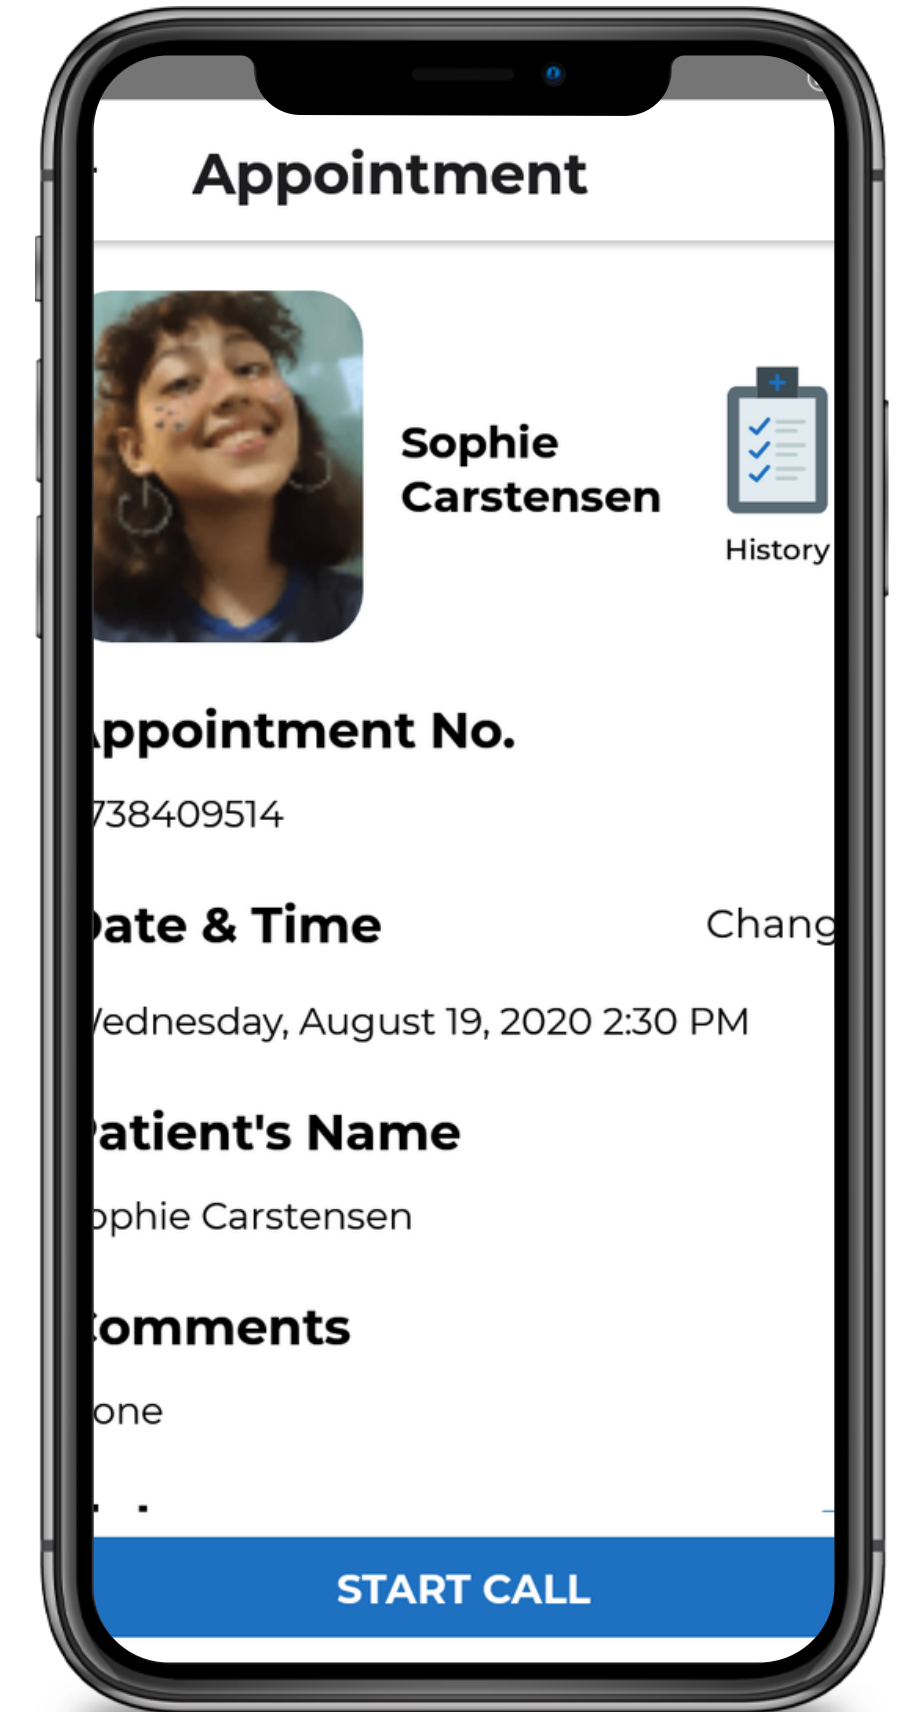 Appointment
Sophie
Carstensen
History
ppointment No.
738409514
ate & Time
Chang
ednesday, August 19, 2020 2:30 PM
atient's Name
ophie Carstensen
omments
one
START CALL